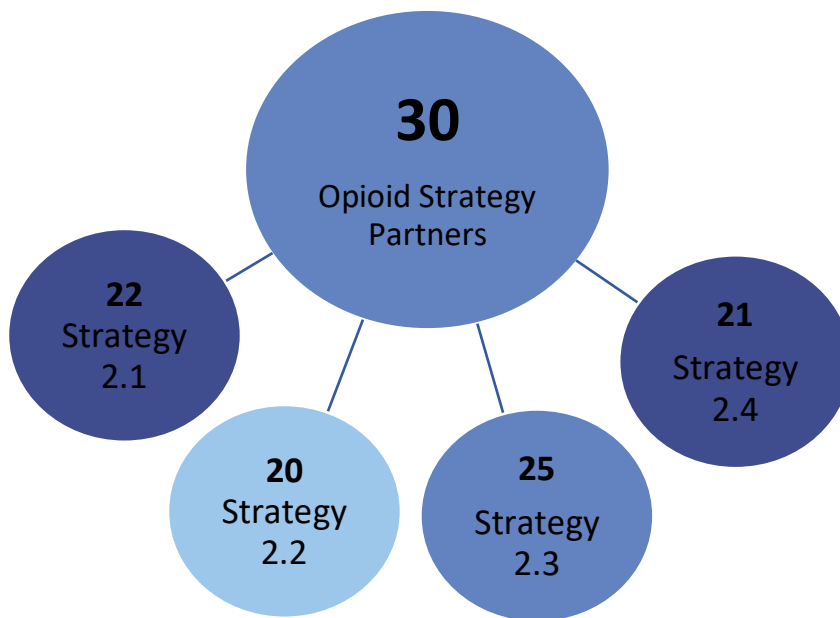 30
Opioid Strategy
Partners
22
Strategy
2.1
20
Strategy
2.2
25
Strategy
2.3
21
Strategy
2.4